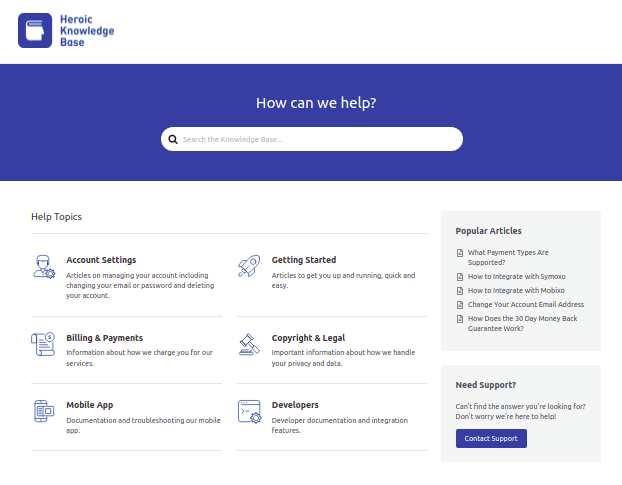 Heroic
Knowledge
Base
How can we help?
Search the Knowledge Base...
Help Topics
Account Settings
Articles on managing your account including
changing your email or password and deleting
your account.
Getting Started
Articles to get you up and running, quick and
easy.
Billing & Payments
Information about how we charge you for our
services.
Copyright & Legal
Important information about how we handle
your privacy and data.
Mobile App
Documentation and troubleshooting our mobile
app.
Developers
Developer documentation and integration
features.
Popular Articles
What Payment Types Are
Supported?
How to Integrate with Symoxo
How to Integrate with Mobixo
Change Your Account Email Address
How Does the 30 Day Money Back
Guarantee Work?
Need Support?
Can't find the answer you're looking for?
Don't worry we're here to help!
Contact Support